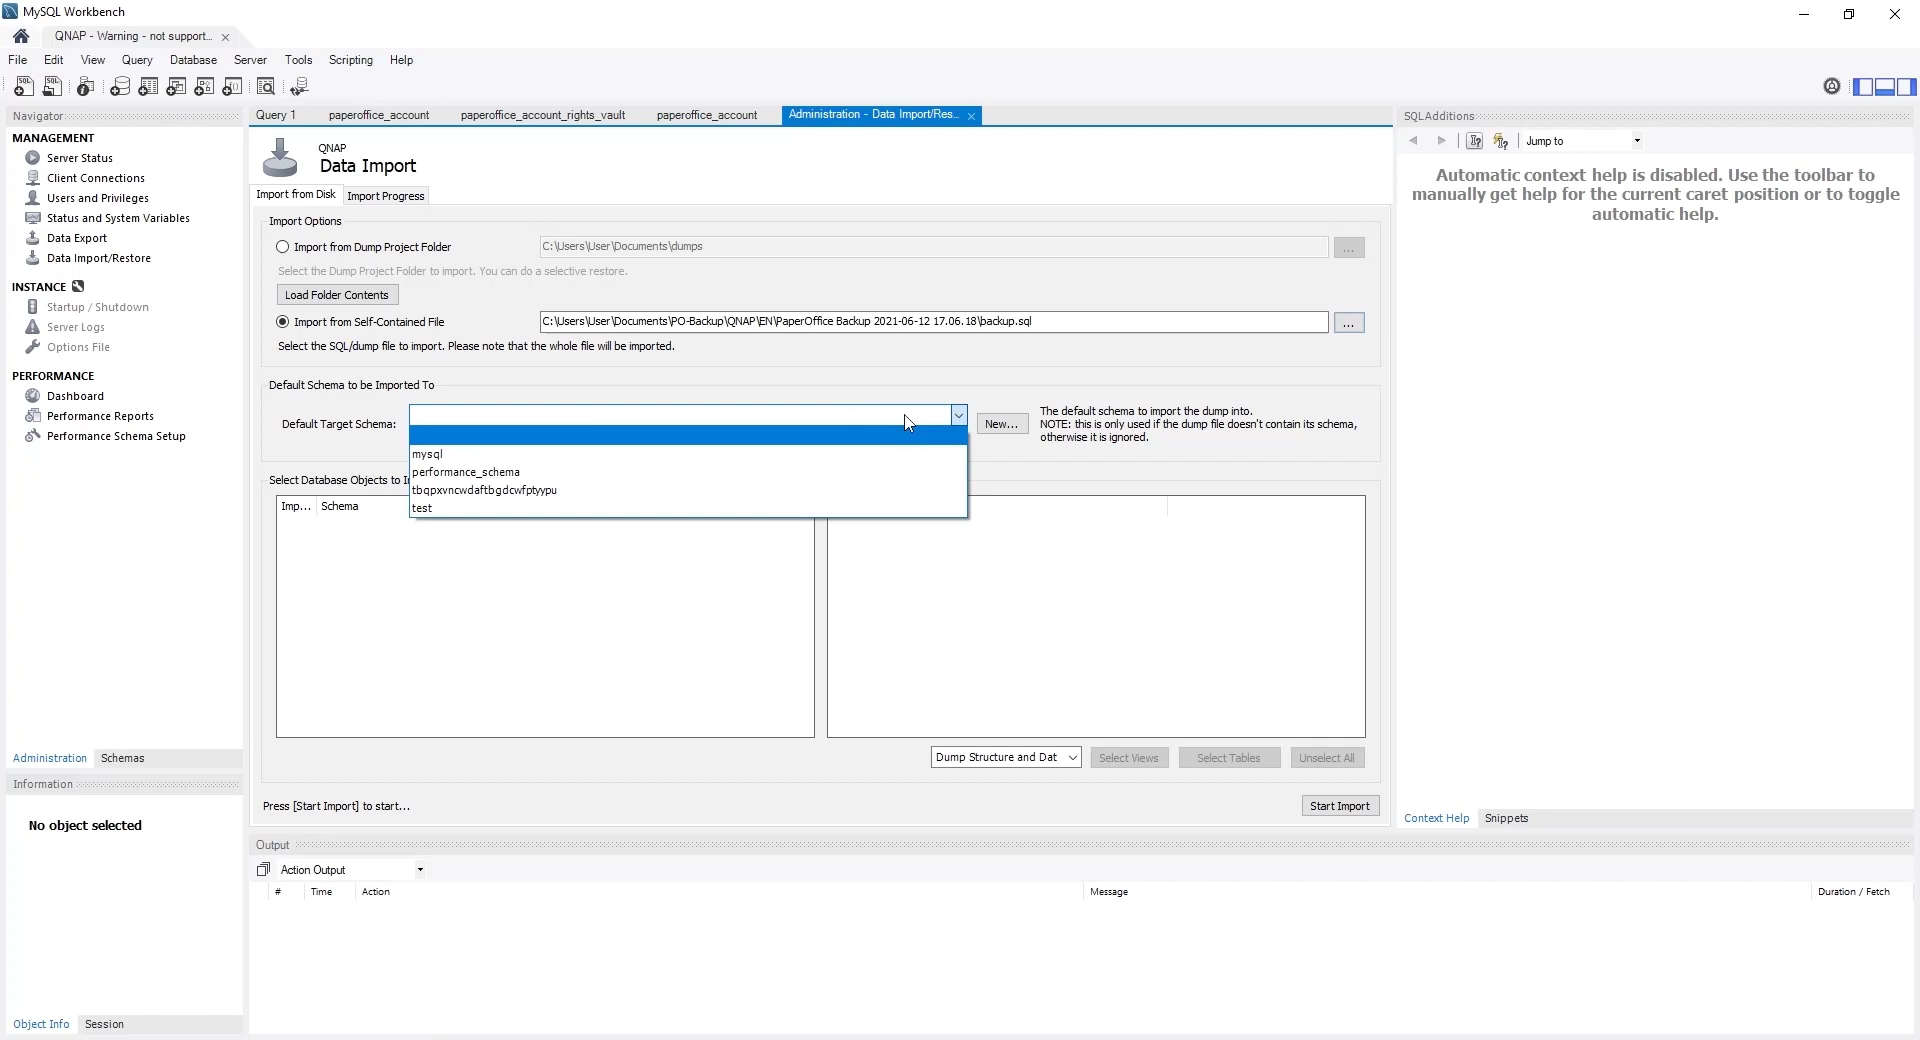 MySQL Workbench
QNAP - Warning - not support...
File Edit View Query Database Server Tools Scripting Help
Navigator
MANAGEMENT
Server Status
Client Connections
Users and Privileges
Status and System Variables
Data Export
Data Import/Restore
INSTANCE
Startup / Shutdown
Server Logs
Options File
PERFORMANCE
Dashboard
Performance Reports
Performance Schema Setup
Administration Schemas
Information
No object selected
Object Info Session
Query 1 paperoffice_account paperoffice_account_rights_vault paperoffice_account Administration - Data Import/Res...
QNAP
Data Import
Import from Disk Import Progress
Import Options
Import from Dump Project Folder C:\Users\User\Documents\dumps ...
Select the Dump Project Folder to import. You can do a selective restore.
Load Folder Contents
Import from Self-Contained File C:\Users\User\Documents\PO-Backup\QNAP\EN\PaperOffice Backup 2021-06-12 17.06.18\backup.sql ...
Select the SQL/dump file to import. Please note that the whole file will be imported.
Default Schema to be Imported To
Default Target Schema: New...
The default schema to import the dump into.
NOTE: this is only used if the dump file doesn't contain its schema,
otherwise it is ignored.
mysql
performance_schema
tbqpxvncwdaftbgdcwfptyypu
test
Select Database Objects to I
Imp... Schema
Dump Structure and Dat Select Views Select Tables Unselect All
Press [Start Import] to start... Start Import
Output
Action Output
# Time Action Message Duration / Fetch
SQLAdditions
Jump to
Automatic context help is disabled. Use the toolbar to
manually get help for the current caret position or to toggle
automatic help.
Context Help Snippets